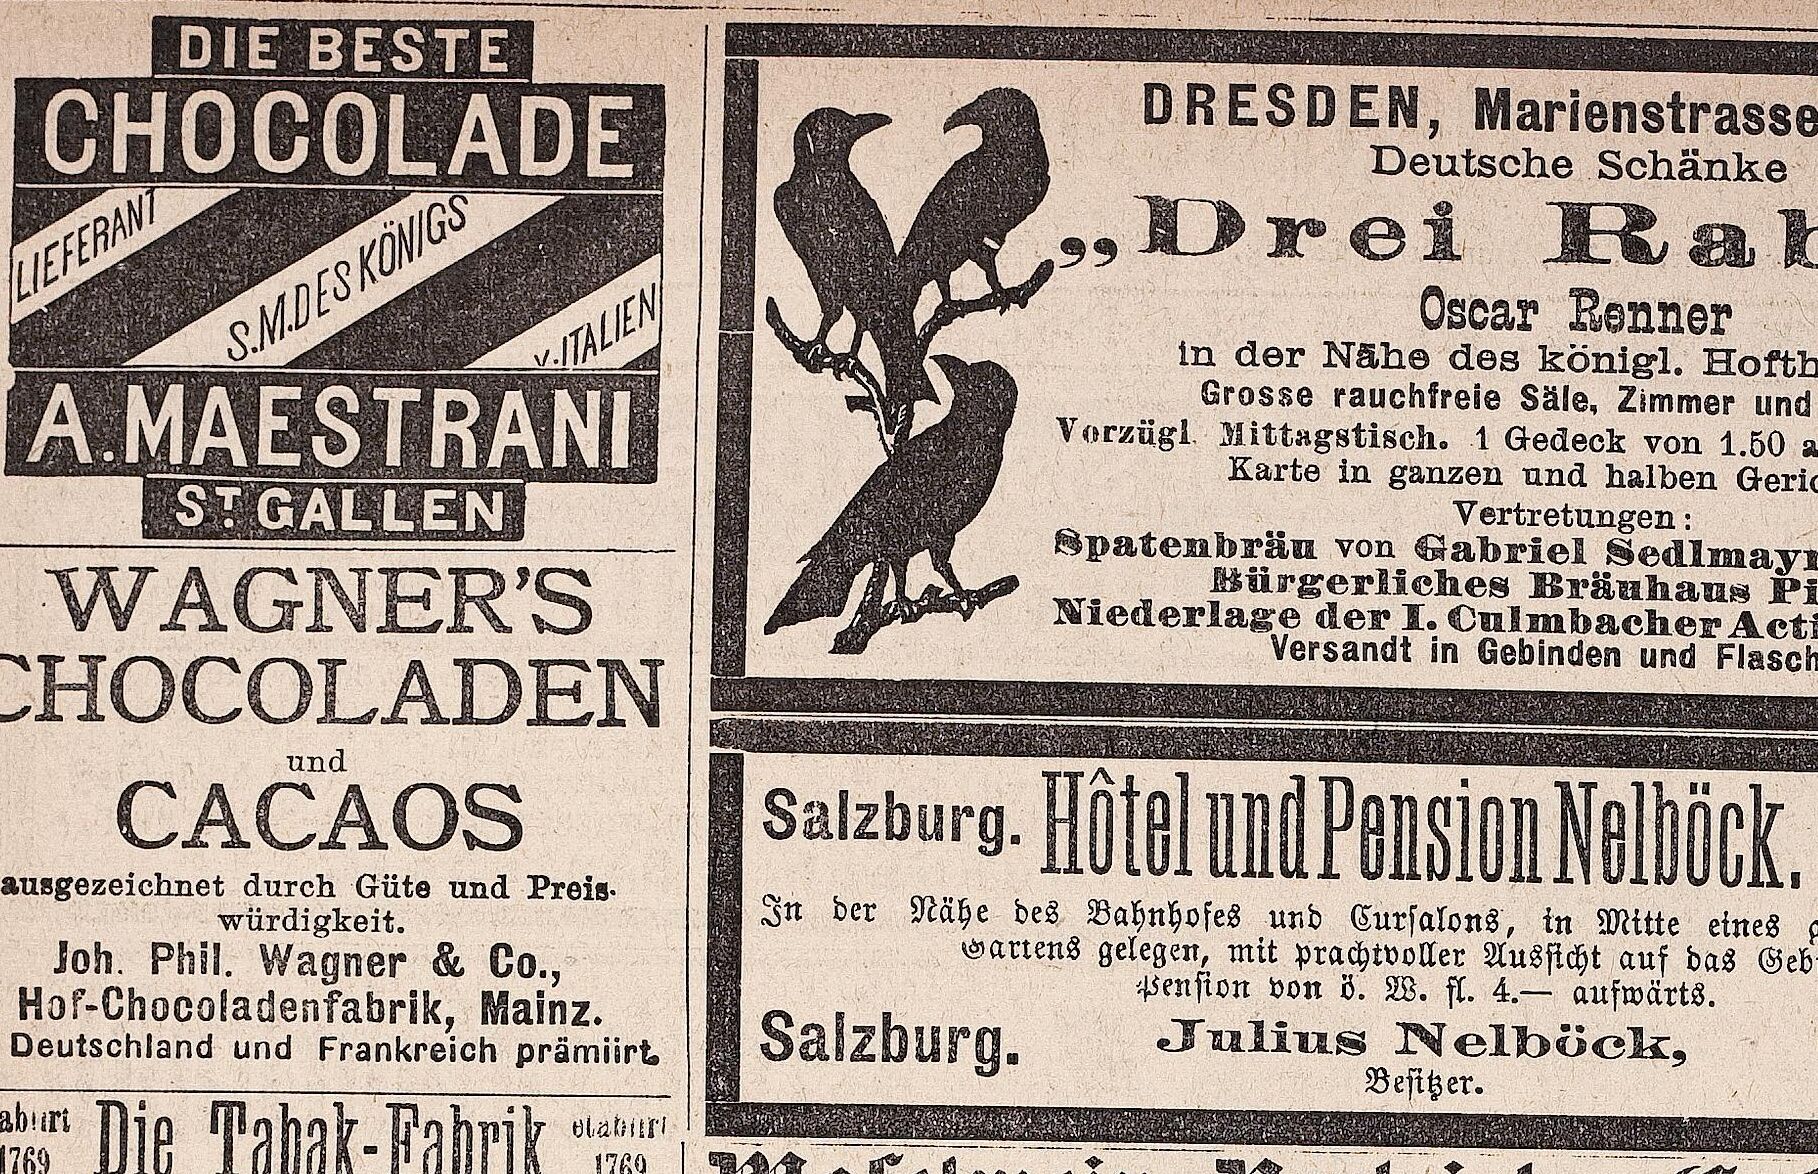 DIE BESTE
CHOCOLADE
LIEFERANT
S.M.DES KÖNIGS
v.ITALIEN
A.MAESTRANI
ST. GALLEN
WAGNER'S
CHOCOLADEN
und
CACAOS
ausgezeichnet durch Güte und Preis-
würdigkeit.
Joh. Phil. Wagner & Co.,
Hof-Chocoladenfabrik, Mainz.
Deutschland und Frankreich prämiirt.
Die Tabak-Fabrik
1769
1769
DRESDEN, Marienstrasse
Deutsche Schänke
„Drei Rab
Oscar Renner
in der Nähe des königl. Hofth
Grosse rauchfreie Säle, Zimmer und
Vorzügl. Mittagstisch. 1 Gedeck von 1.50 a
Karte in ganzen und halben Geric
Vertretungen:
Spatenbräu von Gabriel Sedlmayr
Bürgerliches Bräuhaus Pi
Niederlage der I. Culmbacher Acti
Versandt in Gebinden und Flasch
Salzburg. Hôtel und Pension Nelböck.
In der Nähe des Bahnhofes und Cursalons, in Mitte eines
Gartens gelegen, mit prachtvoller Aussicht auf das Geb
Pension von ö. W. fl. 4.— aufwärts.
Salzburg. Julius Nelböck,
Besitzer.